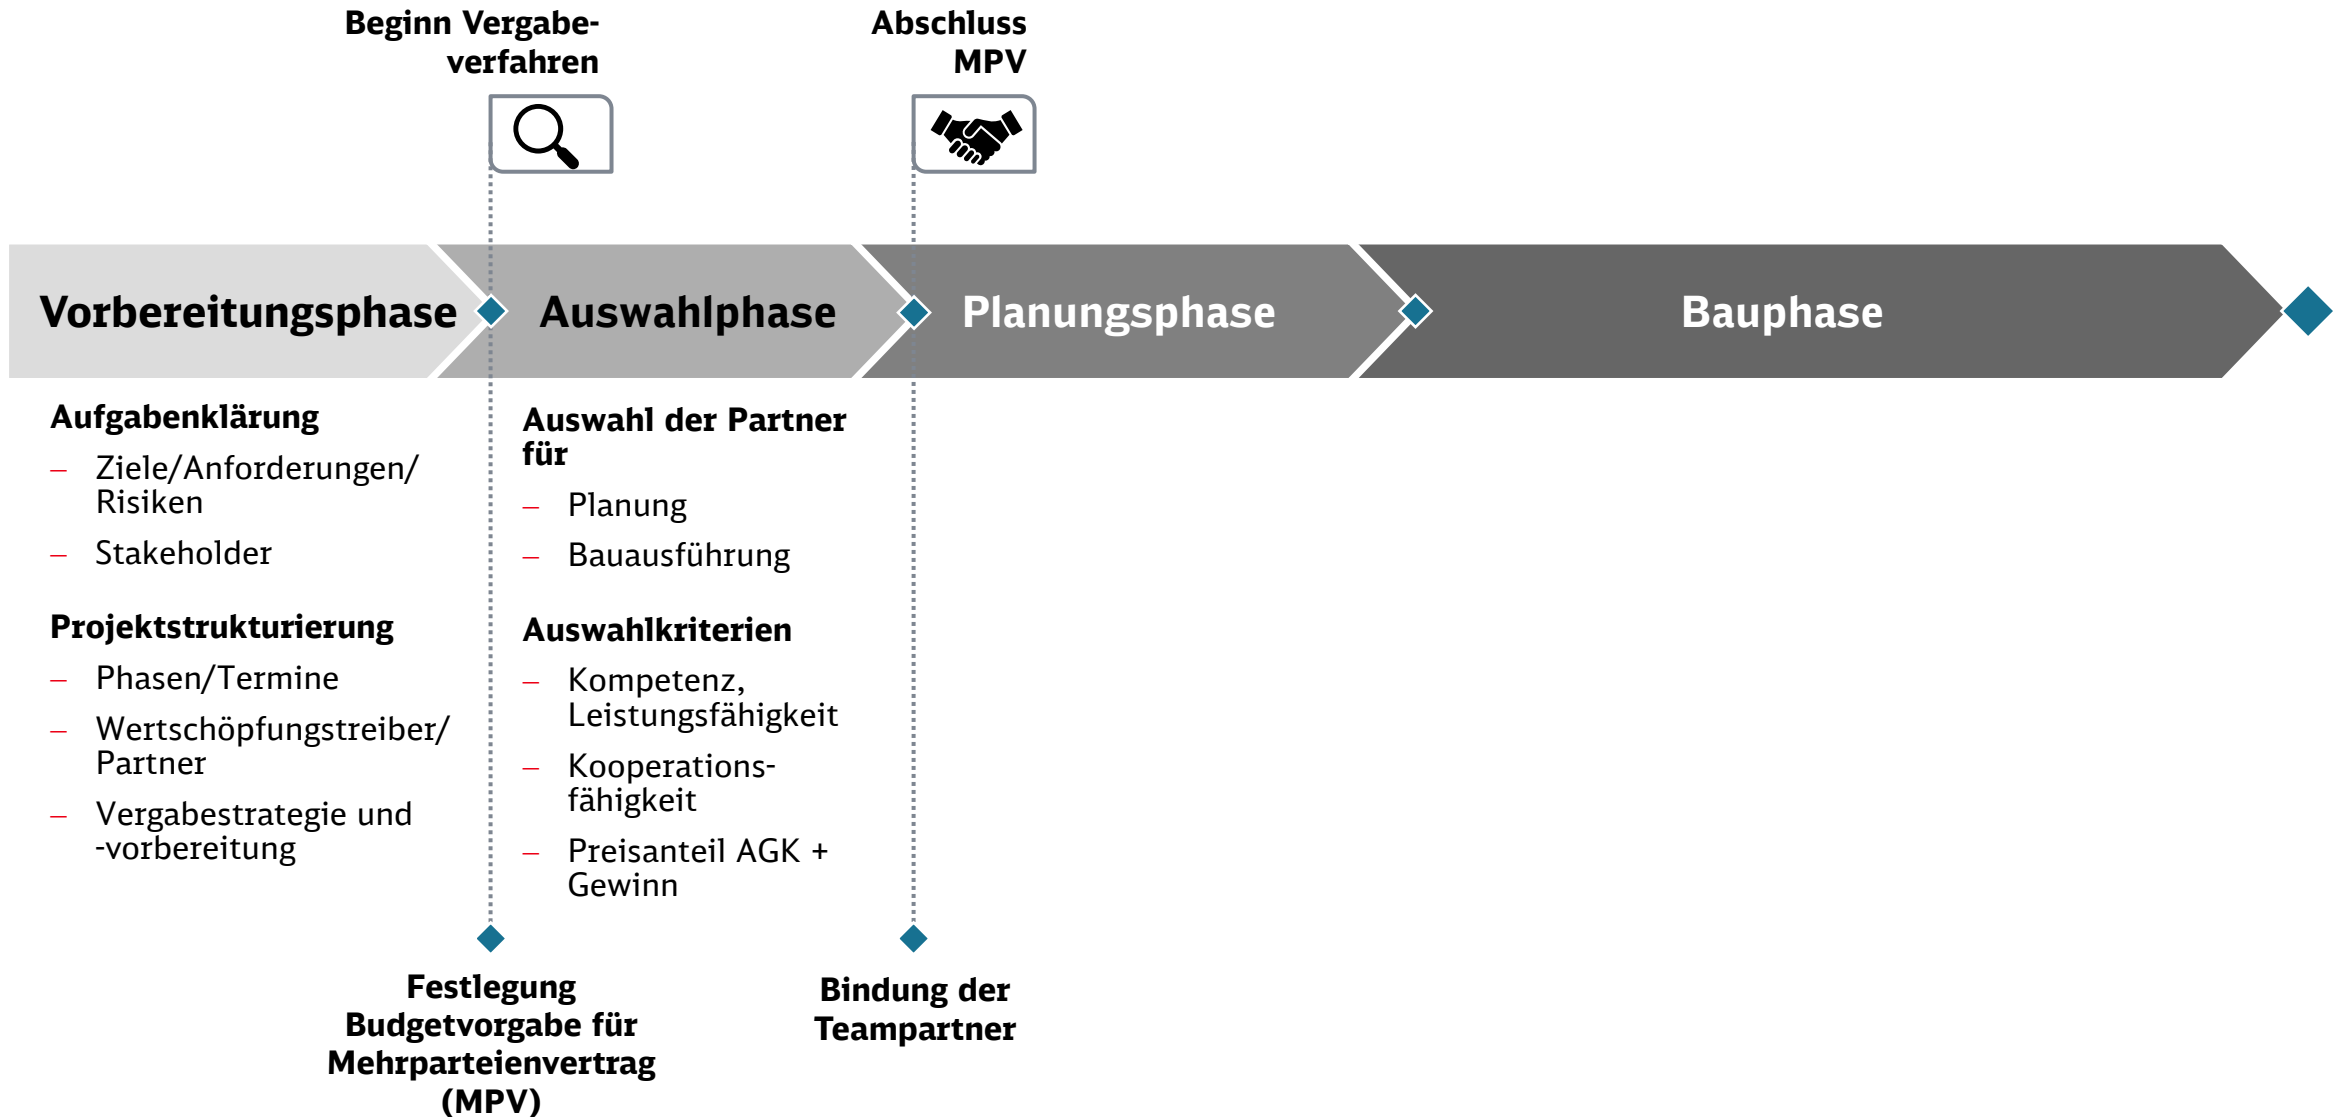 Beginn Vergabe-
verfahren
Abschluss
MPV
Vorbereitungsphase
Auswahlphase
Planungsphase
Bauphase
Aufgabenklärung
– Ziele/Anforderungen/
Risiken
– Stakeholder
Projektstrukturierung
– Phasen/Termine
– Wertschöpfungstreiber/
Partner
– Vergabestrategie und
-vorbereitung
Auswahl der Partner
für
– Planung
– Bauausführung
Auswahlkriterien
– Kompetenz,
Leistungsfähigkeit
– Kooperations-
fähigkeit
– Preisanteil AGK +
Gewinn
Festlegung
Budgetvorgabe für
Mehrparteienvertrag
(MPV)
Bindung der
Teampartner